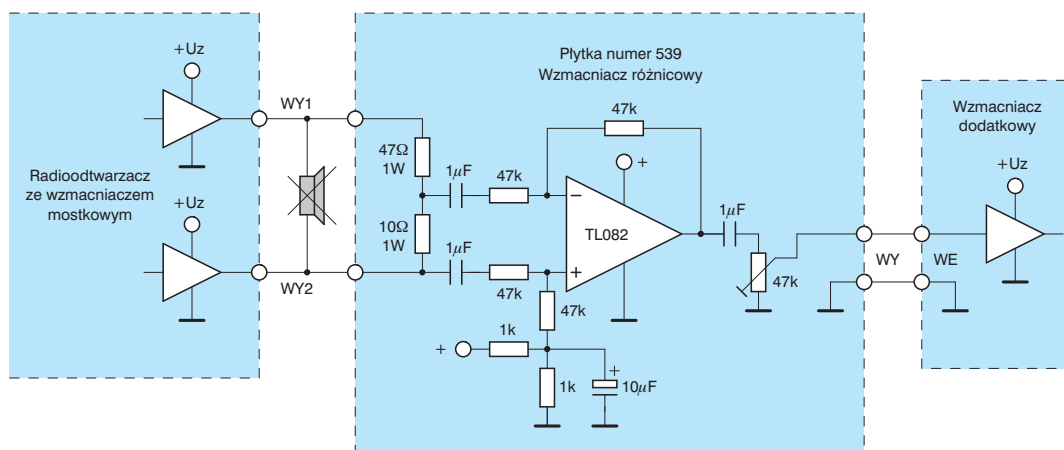 Radioodtwarzacz
ze wzmacniaczem
mostkowym
+Uz
+Uz
WY1
WY2
Płytka numer 539
Wzmacniacz różnicowy
47Ω
1W
10Ω
1W
1µF
1µF
47k
47k
47k
47k
−
+
TL082
+
1µF
47k
+
1k
1k
+
10µF
WY
WE
Wzmacniacz
dodatkowy
+Uz